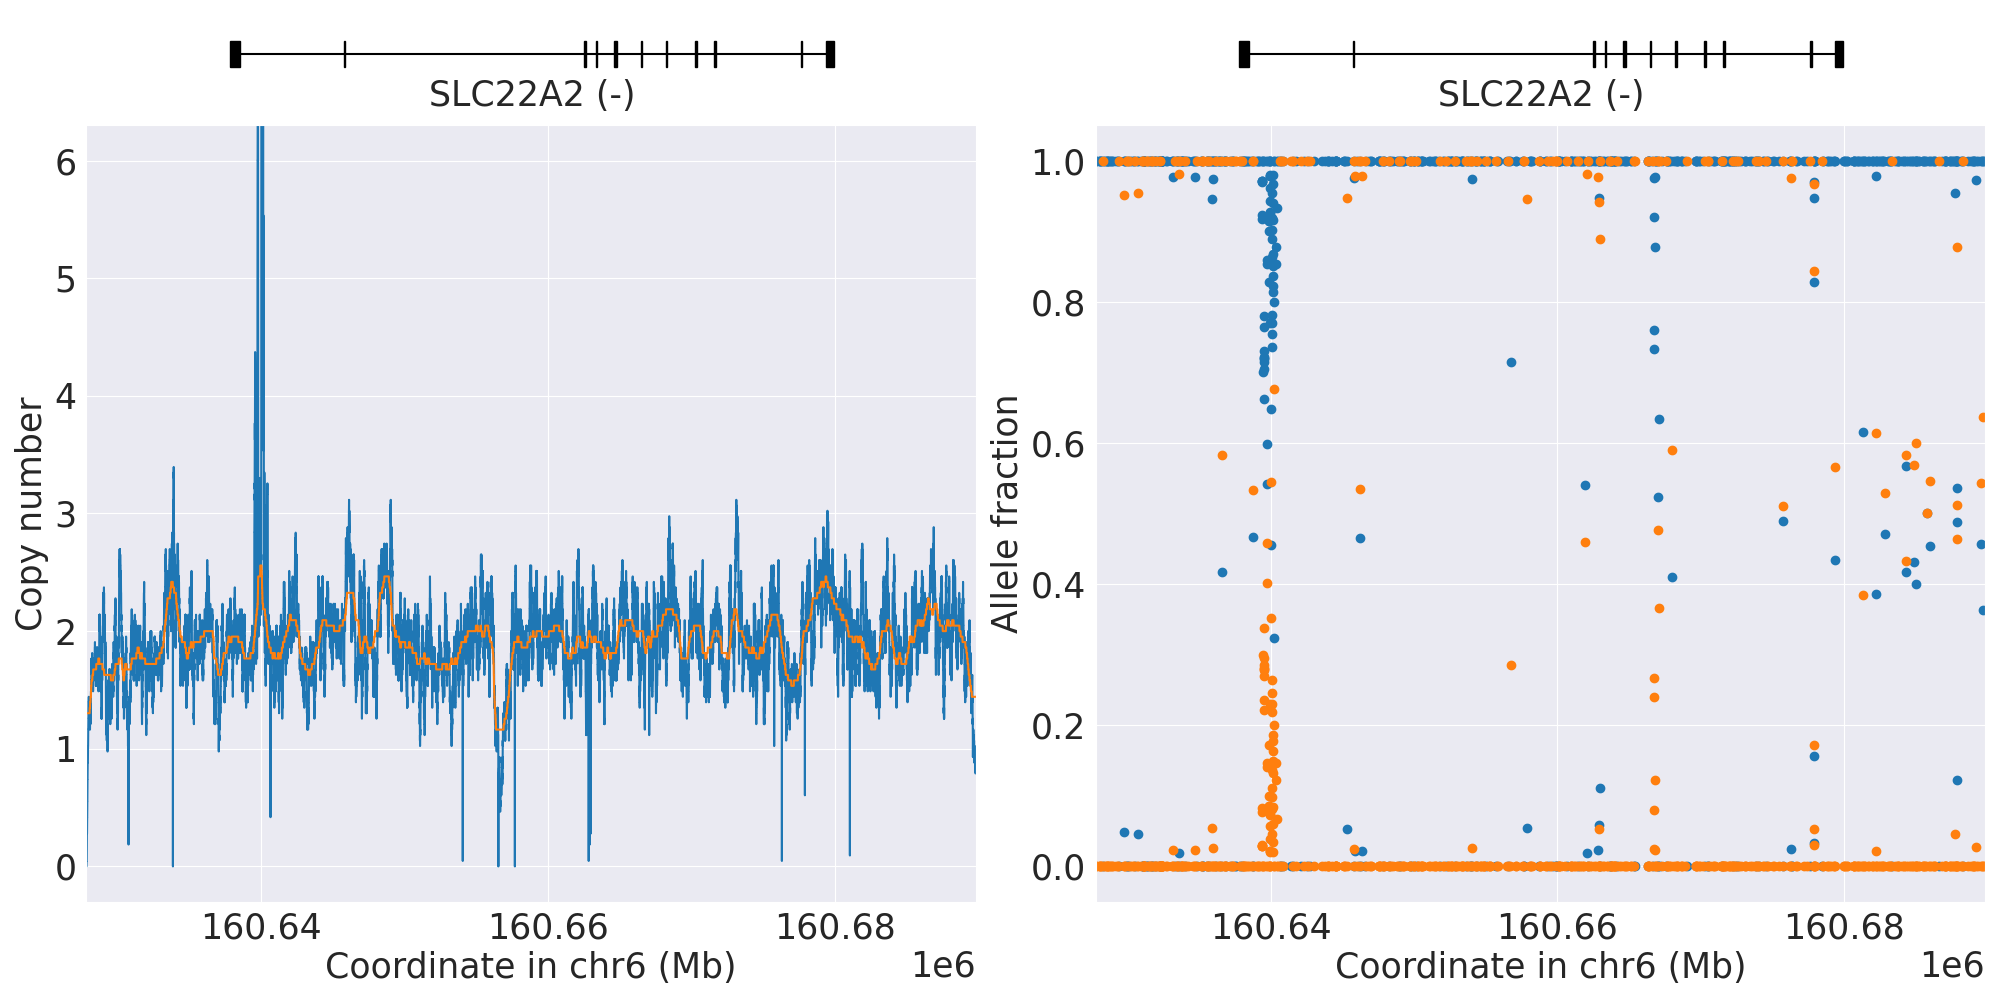 SLC22A2 (-)
6
5
4
3
2
1
0
Copy number
160.64
160.66
160.68
Coordinate in chr6 (Mb)
1e6
SLC22A2 (-)
1.0
0.8
0.6
0.4
0.2
0.0
Allele fraction
160.64
160.66
160.68
Coordinate in chr6 (Mb)
1e6